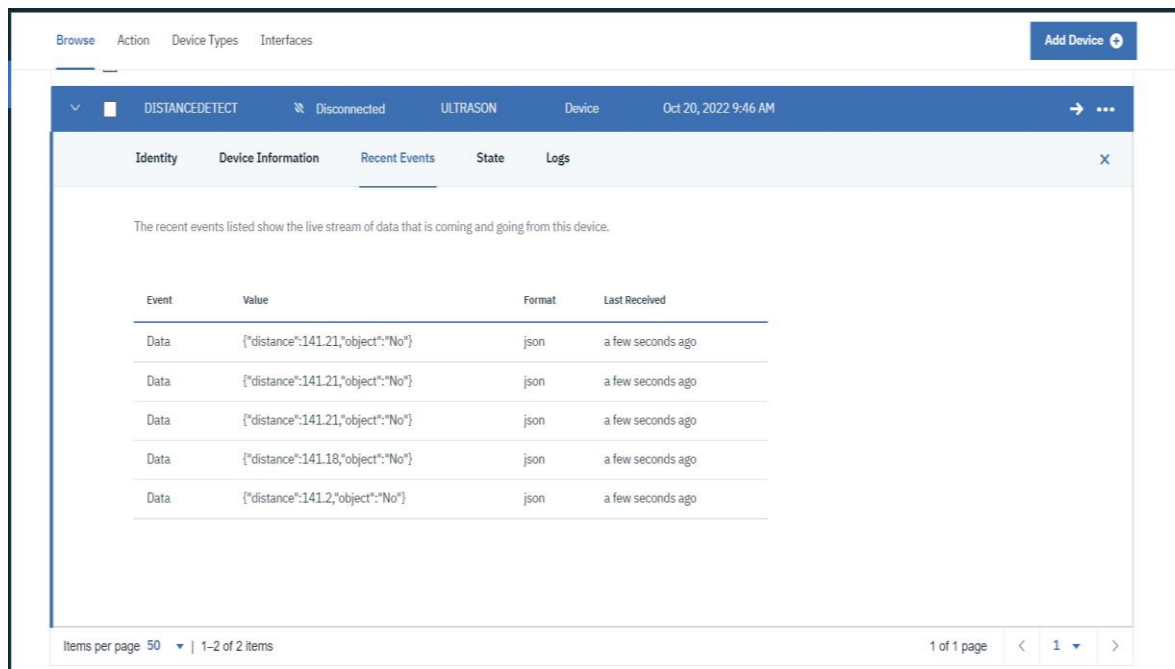 Browse Action Device Types Interfaces Add Device
DISTANCEDETECT Disconnected ULTRASON Device Oct 20, 2022 9:46 AM
Identity Device Information Recent Events State Logs
The recent events listed show the live stream of data that is coming and going from this device.
Event Value Format Last Received
Data {"distance":141.21,"object":"No"} json a few seconds ago
Data {"distance":141.21,"object":"No"} json a few seconds ago
Data {"distance":141.21,"object":"No"} json a few seconds ago
Data {"distance":141.18,"object":"No"} json a few seconds ago
Data {"distance":141.2,"object":"No"} json a few seconds ago
Items per page 50 | 1–2 of 2 items 1 of 1 page 1